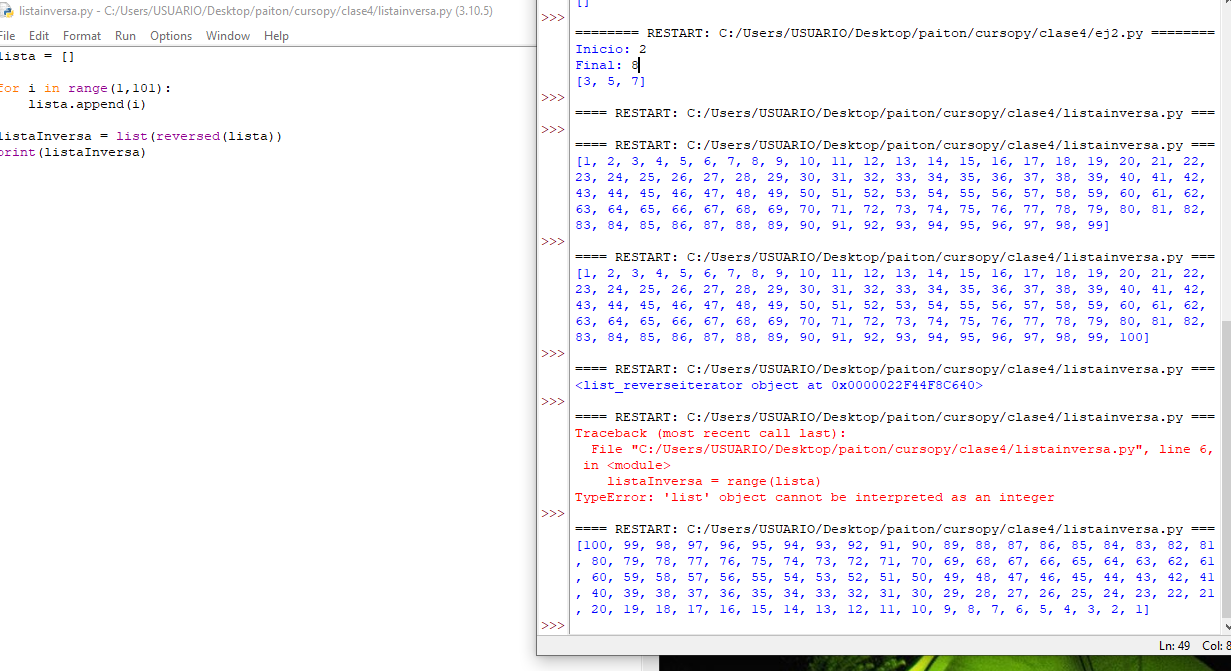 listainversa.py - C:/Users/USUARIO/Desktop/paiton/cursopy/clase4/listainversa.py (3.10.5)
File Edit Format Run Options Window Help
lista = []
for i in range(1,101):
    lista.append(i)
listaInversa = list(reversed(lista))
print(listaInversa)
[]
>>>
======== RESTART: C:/Users/USUARIO/Desktop/paiton/cursopy/clase4/ej2.py ========
Inicio: 2
Final: 8
[3, 5, 7]
>>>
==== RESTART: C:/Users/USUARIO/Desktop/paiton/cursopy/clase4/listainversa.py ===
>>>
==== RESTART: C:/Users/USUARIO/Desktop/paiton/cursopy/clase4/listainversa.py ===
[1, 2, 3, 4, 5, 6, 7, 8, 9, 10, 11, 12, 13, 14, 15, 16, 17, 18, 19, 20, 21, 22,
23, 24, 25, 26, 27, 28, 29, 30, 31, 32, 33, 34, 35, 36, 37, 38, 39, 40, 41, 42,
43, 44, 45, 46, 47, 48, 49, 50, 51, 52, 53, 54, 55, 56, 57, 58, 59, 60, 61, 62,
63, 64, 65, 66, 67, 68, 69, 70, 71, 72, 73, 74, 75, 76, 77, 78, 79, 80, 81, 82,
83, 84, 85, 86, 87, 88, 89, 90, 91, 92, 93, 94, 95, 96, 97, 98, 99]
>>>
==== RESTART: C:/Users/USUARIO/Desktop/paiton/cursopy/clase4/listainversa.py ===
[1, 2, 3, 4, 5, 6, 7, 8, 9, 10, 11, 12, 13, 14, 15, 16, 17, 18, 19, 20, 21, 22,
23, 24, 25, 26, 27, 28, 29, 30, 31, 32, 33, 34, 35, 36, 37, 38, 39, 40, 41, 42,
43, 44, 45, 46, 47, 48, 49, 50, 51, 52, 53, 54, 55, 56, 57, 58, 59, 60, 61, 62,
63, 64, 65, 66, 67, 68, 69, 70, 71, 72, 73, 74, 75, 76, 77, 78, 79, 80, 81, 82,
83, 84, 85, 86, 87, 88, 89, 90, 91, 92, 93, 94, 95, 96, 97, 98, 99, 100]
>>>
==== RESTART: C:/Users/USUARIO/Desktop/paiton/cursopy/clase4/listainversa.py ===
<list_reverseiterator object at 0x0000022F44F8C640>
>>>
==== RESTART: C:/Users/USUARIO/Desktop/paiton/cursopy/clase4/listainversa.py ===
Traceback (most recent call last):
  File "C:/Users/USUARIO/Desktop/paiton/cursopy/clase4/listainversa.py", line 6,
 in <module>
    listaInversa = range(lista)
TypeError: 'list' object cannot be interpreted as an integer
>>>
==== RESTART: C:/Users/USUARIO/Desktop/paiton/cursopy/clase4/listainversa.py ===
[100, 99, 98, 97, 96, 95, 94, 93, 92, 91, 90, 89, 88, 87, 86, 85, 84, 83, 82, 81
, 80, 79, 78, 77, 76, 75, 74, 73, 72, 71, 70, 69, 68, 67, 66, 65, 64, 63, 62, 61
, 60, 59, 58, 57, 56, 55, 54, 53, 52, 51, 50, 49, 48, 47, 46, 45, 44, 43, 42, 41
, 40, 39, 38, 37, 36, 35, 34, 33, 32, 31, 30, 29, 28, 27, 26, 25, 24, 23, 22, 21
, 20, 19, 18, 17, 16, 15, 14, 13, 12, 11, 10, 9, 8, 7, 6, 5, 4, 3, 2, 1]
>>>
Ln: 49 Col: 8